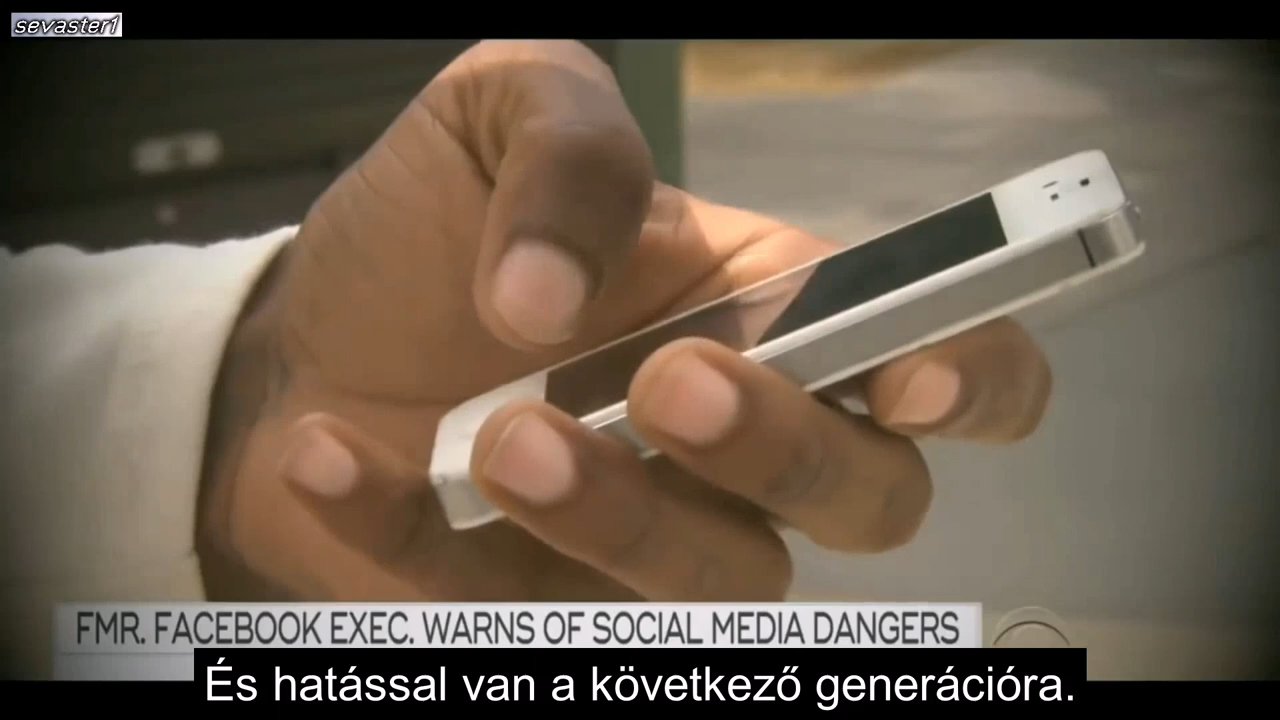 sevaster1
FMR. FACEBOOK EXEC. WARNS OF SOCIAL MEDIA DANGERS
És hatással van a következő generációra.